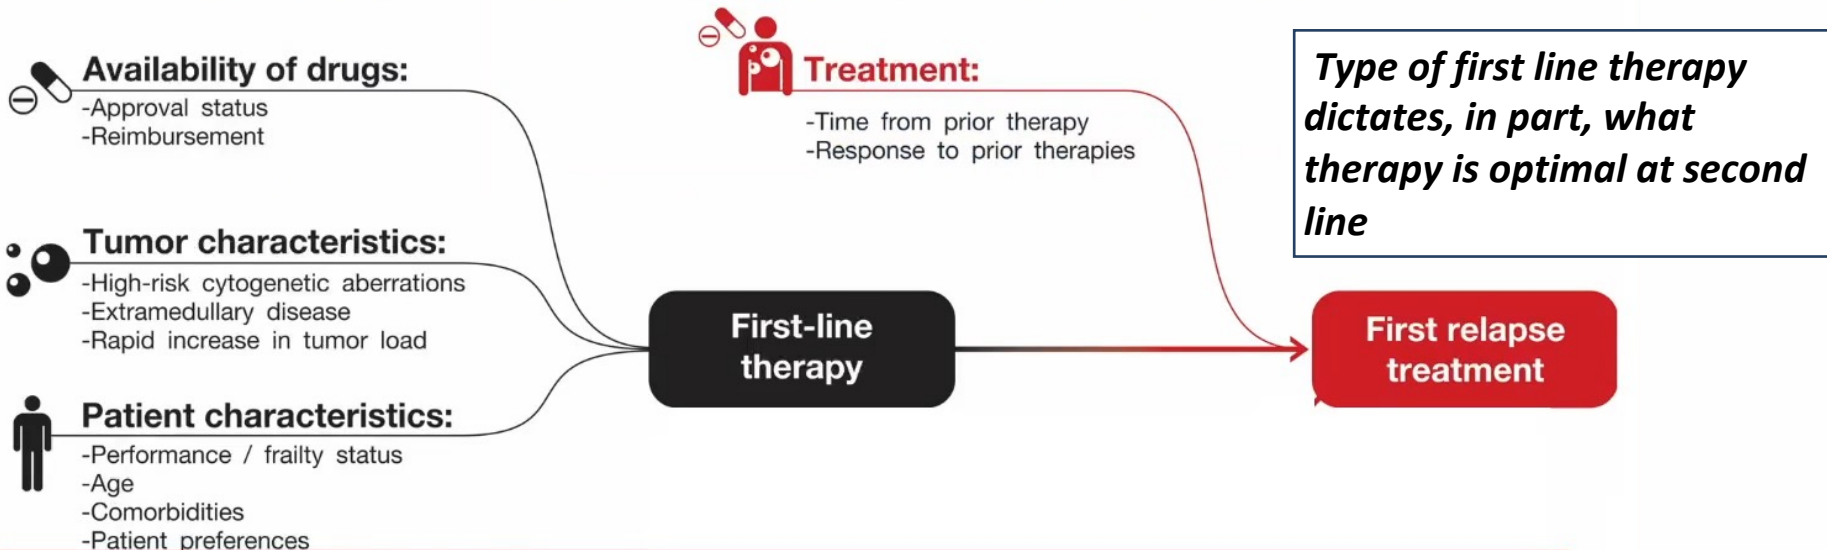 Availability of drugs:
-Approval status
-Reimbursement
Tumor characteristics:
-High-risk cytogenetic aberrations
-Extramedullary disease
-Rapid increase in tumor load
Patient characteristics:
-Performance / frailty status
-Age
-Comorbidities
-Patient preferences
First-line
therapy
Treatment:
-Time from prior therapy
-Response to prior therapies
First relapse
treatment
Type of first line therapy
dictates, in part, what
therapy is optimal at second
line